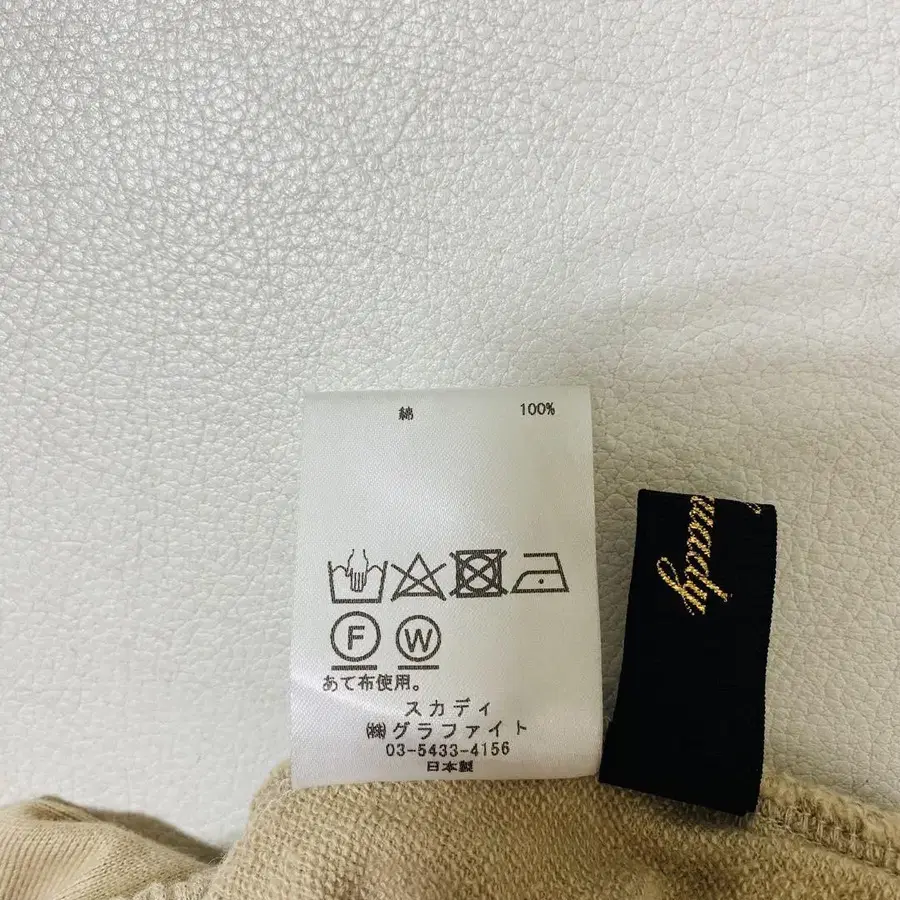 綿 100%
F W
あて布使用。
スカディ
㈱グラファイト
03-5433-4156
日本製